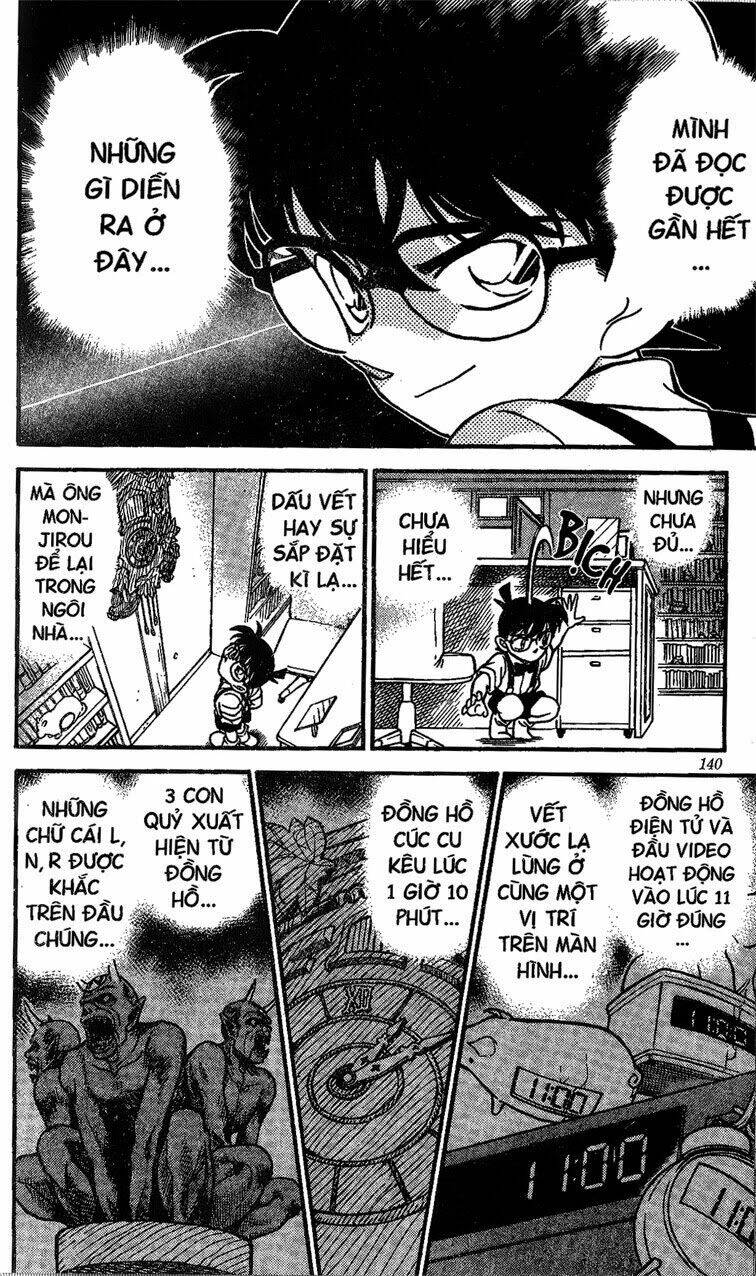 MÌNH
ĐÃ ĐỌC
ĐƯỢC
GẦN HẾT
...
NHỮNG
GÌ DIỄN
RA Ở
ĐÂY...
NHƯNG
CHƯA
ĐỦ...
BỊCH
CHƯA
HIỂU
HẾT...
DẤU VẾT
HAY SỰ
SẮP ĐẶT
KÌ LẠ...
MÀ ÔNG
MON-
JIROU
ĐỂ LẠI
TRONG
NGÔI
NHÀ...
140
ĐỒNG HỒ
ĐIỆN TỬ VÀ
ĐẦU VIDEO
HOẠT ĐỘNG
VÀO LÚC 11
GIỜ ĐÚNG
...
VẾT
XƯỚC LẠ
LÙNG Ở
CÙNG MỘT
VỊ TRÍ
TRÊN MÀN
HÌNH...
11:00
11:00
11:00
ĐỒNG HỒ
CÚC CU
KÊU LÚC
1 GIỜ 10
PHÚT...
XII
3 CON
QUỶ XUẤT
HIỆN TỪ
ĐỒNG
HỒ...
NHỮNG
CHỮ CÁI L,
N, R ĐƯỢC
KHẮC
TRÊN ĐẦU
CHÚNG...